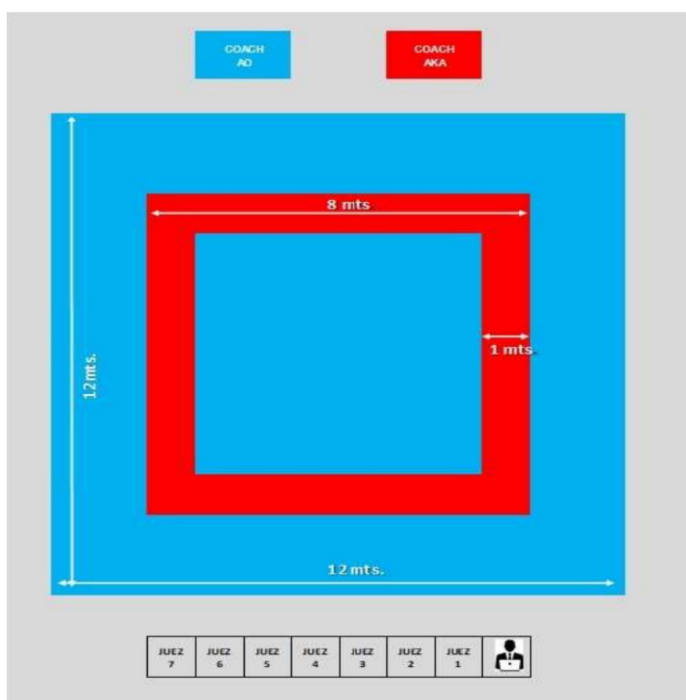 COACH
AO
COACH
AKA
8 mts
1 mts.
12 mts.
12 mts.
JUEZ
7
JUEZ
6
JUEZ
5
JUEZ
4
JUEZ
3
JUEZ
2
JUEZ
1